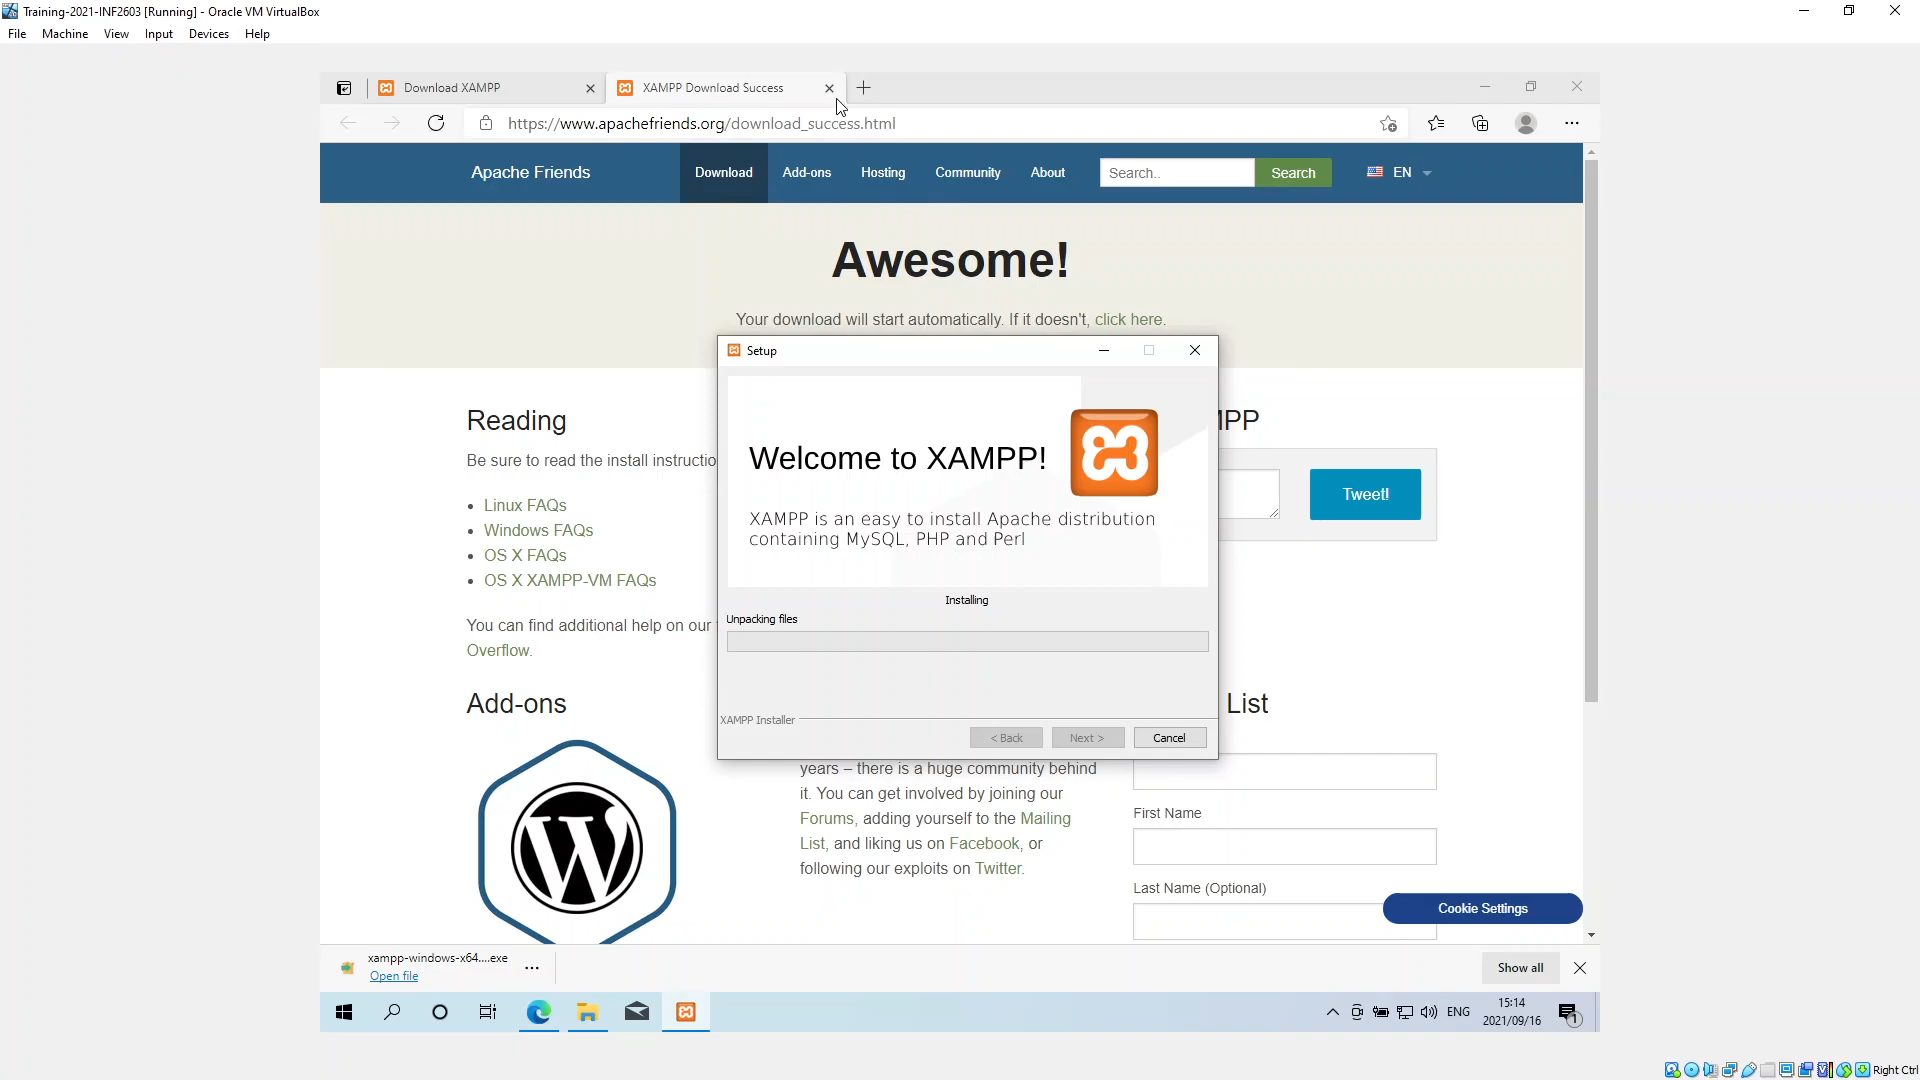 Training-2021-INF2603 [Running] - Oracle VM VirtualBox
File Machine View Input Devices Help
Download XAMPP
XAMPP Download Success
https://www.apachefriends.org/download_success.html
Apache Friends
Download
Add-ons
Hosting
Community
About
Search..
Search
EN
Awesome!
Your download will start automatically. If it doesn't, click here.
Reading
Be sure to read the install instructio
Linux FAQs
Windows FAQs
OS X FAQs
OS X XAMPP-VM FAQs
You can find additional help on our
Overflow.
Add-ons
Setup
Welcome to XAMPP!
XAMPP is an easy to install Apache distribution
containing MySQL, PHP and Perl
Installing
Unpacking files
XAMPP Installer
< Back
Next >
Cancel
years – there is a huge community behind
it. You can get involved by joining our
Forums, adding yourself to the Mailing
List, and liking us on Facebook, or
following our exploits on Twitter.
MPP
Tweet!
List
First Name
Last Name (Optional)
Cookie Settings
xampp-windows-x64....exe
Open file
Show all
ENG
15:14
2021/09/16
1
Right Ctrl